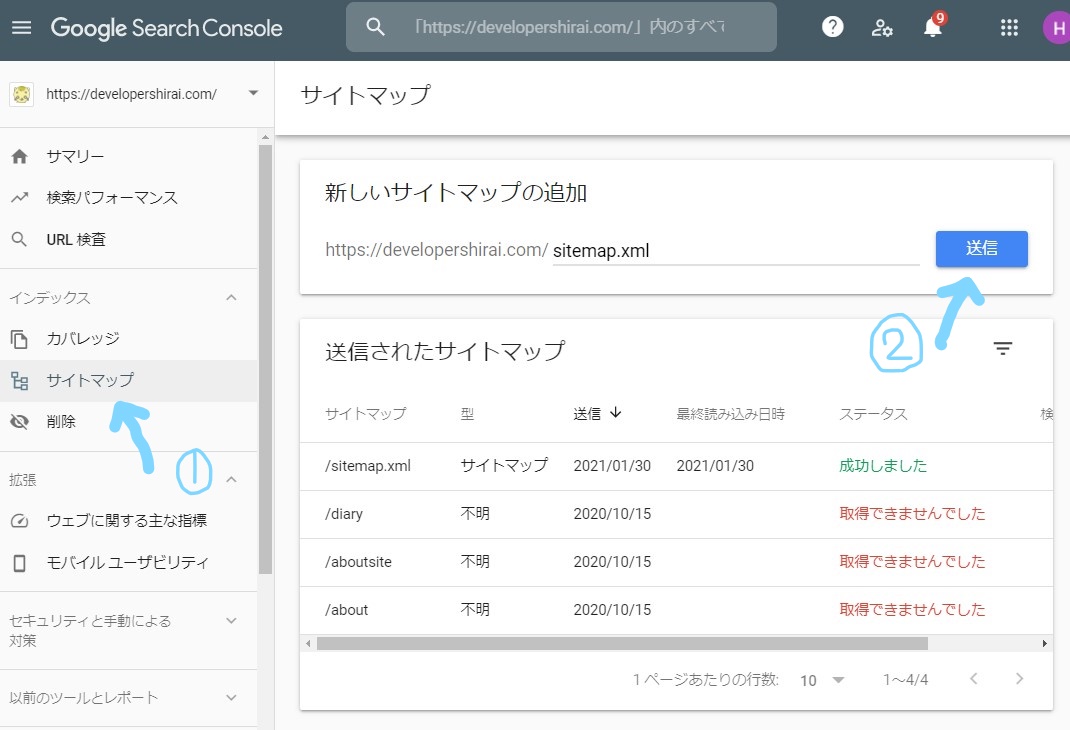 Google Search Console
「https://developershirai.com/」内のすべて
9
H
https://developershirai.com/
サマリー
検索パフォーマンス
URL 検査
インデックス
カバレッジ
サイトマップ
削除
①
拡張
ウェブに関する主な指標
モバイル ユーザビリティ
セキュリティと手動による
対策
以前のツールとレポート
サイトマップ
新しいサイトマップの追加
https://developershirai.com/ sitemap.xml
送信
②
送信されたサイトマップ
サイトマップ 型 送信 ↓ 最終読み込み日時 ステータス 検
/sitemap.xml サイトマップ 2021/01/30 2021/01/30 成功しました
/diary 不明 2020/10/15 取得できませんでした
/aboutsite 不明 2020/10/15 取得できませんでした
/about 不明 2020/10/15 取得できませんでした
1 ページあたりの行数: 10 1～4/4